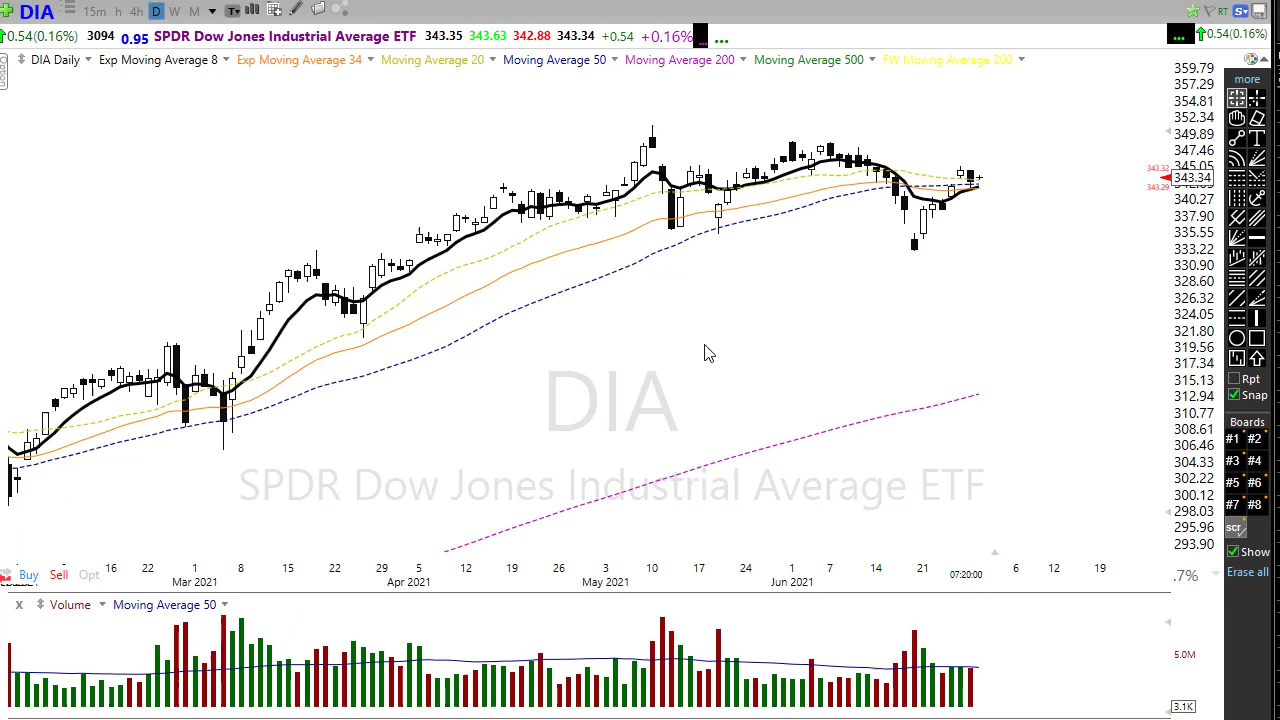 DIA 15m h 4h D W M T RT S
0.54(0.16%) 3094 0.95 SPDR Dow Jones Industrial Average ETF 343.35 343.63 342.88 343.34 +0.54 +0.16% ... ... 0.54(0.16%)
DIA Daily Exp Moving Average 8 Exp Moving Average 34 Moving Average 20 Moving Average 50 Moving Average 200 Moving Average 500 FW Moving Average 200
359.79
357.29
354.81
352.34
349.89
347.46
345.05
343.32
343.34
343.29
340.27
337.90
335.55
333.22
330.90
328.60
326.32
324.05
321.80
319.56
317.34
315.13
312.94
310.77
308.61
306.46
304.33
302.22
300.12
298.03
295.96
293.90
more
T
Rpt
Snap
Boards
#1 #2
#3 #4
#5 #6
#7 #8
scr
Show
Erase all
DIA
SPDR Dow Jones Industrial Average ETF
16 22 1 8 15 22 29 5 12 19 26 3 10 17 24 1 7 14 21 07:20:00 6 12 19
Mar 2021 Apr 2021 May 2021 Jun 2021
Buy Sell Opt
.7%
X Volume Moving Average 50
5.0M
3.1K